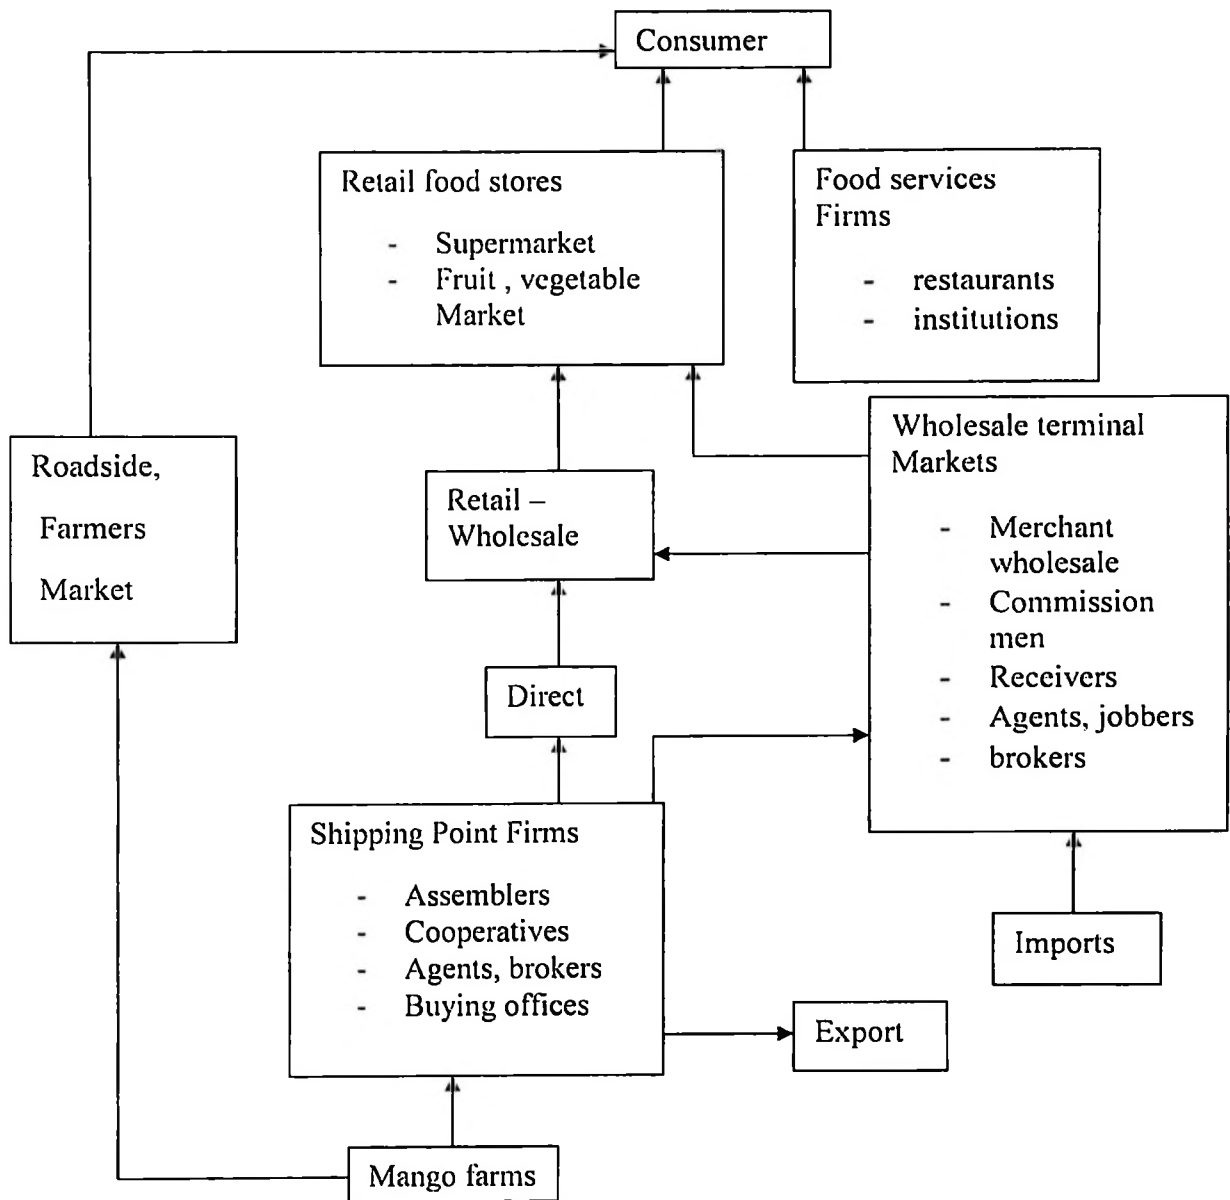 Consumer
Retail food stores
- Supermarket
- Fruit , vegetable
Market
Food services
Firms
- restaurants
- institutions
Roadside,
Farmers
Market
Retail –
Wholesale
Wholesale terminal
Markets
- Merchant
wholesale
- Commission
men
- Receivers
- Agents, jobbers
- brokers
Direct
Shipping Point Firms
- Assemblers
- Cooperatives
- Agents, brokers
- Buying offices
Imports
Export
Mango farms